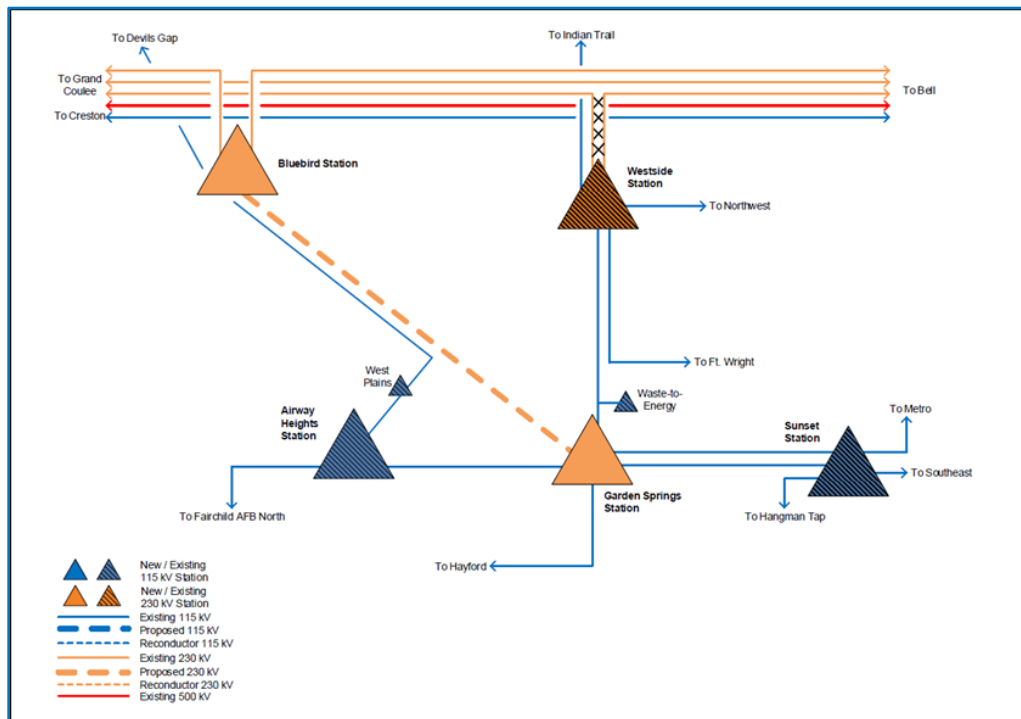 To Devils Gap
To Indian Trail
To Grand
Coulee
To Bell
To Creston
Bluebird Station
Westside
Station
To Northwest
To Ft. Wright
West
Plains
Waste-to-
Energy
Airway
Heights
Station
To Metro
Sunset
Station
To Southeast
Garden Springs
Station
To Fairchild AFB North
To Hangman Tap
To Hayford
New / Existing
115 kV Station
New / Existing
230 kV Station
Existing 115 kV
Proposed 115 kV
Reconductor 115 kV
Existing 230 kV
Proposed 230 kV
Reconductor 230 kV
Existing 500 kV